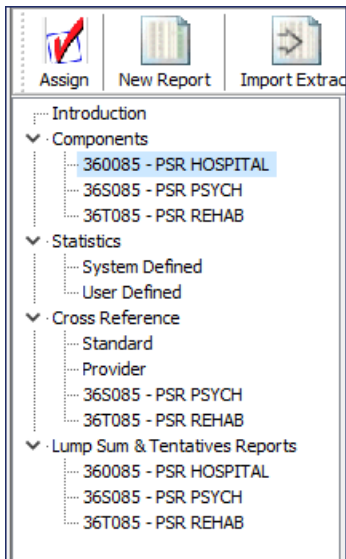 Assign New Report Import Extrac
Introduction
Components
360085 - PSR HOSPITAL
36S085 - PSR PSYCH
36T085 - PSR REHAB
Statistics
System Defined
User Defined
Cross Reference
Standard
Provider
36S085 - PSR PSYCH
36T085 - PSR REHAB
Lump Sum & Tentatives Reports
360085 - PSR HOSPITAL
36S085 - PSR PSYCH
36T085 - PSR REHAB